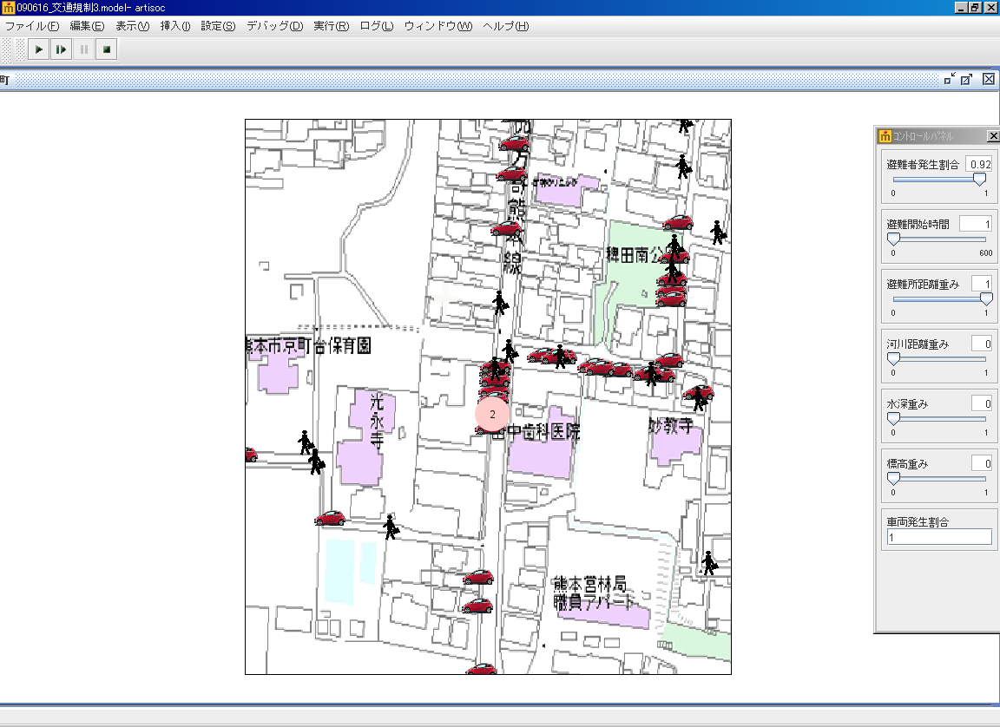 090616_交通規制3.model- artisoc
ファイル(F) 編集(E) 表示(V) 挿入(I) 設定(S) デバッグ(D) 実行(R) ログ(L) ウィンドウ(W) ヘルプ(H)
町
コントロールパネル
避難者発生割合 0.92
0 1
避難開始時間 1
0 600
避難所距離重み 1
0 1
河川距離重み 0
0 1
水深重み 0
0 1
標高重み 0
0 1
車両発生割合
1
熊
線
稗田南公
熊本市京町台保育園
光永寺
2
田中歯科医院
妙教寺
熊本営林局
職員アパート